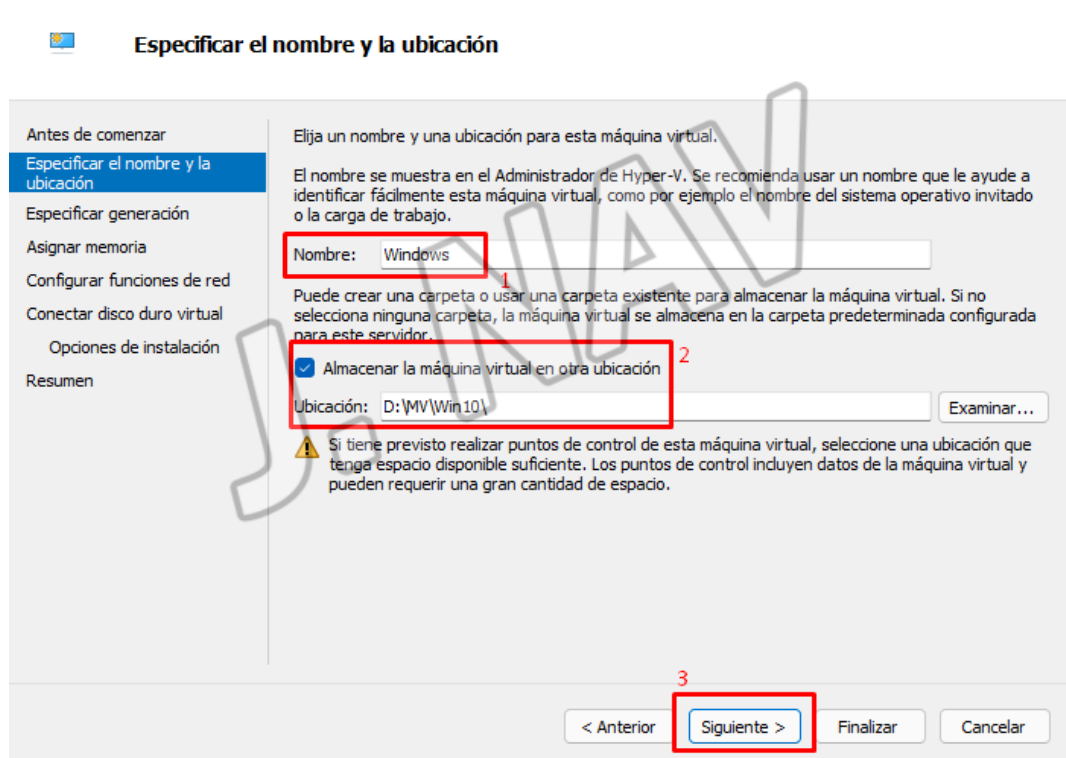 Especificar el nombre y la ubicación
Antes de comenzar
Especificar el nombre y la
ubicación
Especificar generación
Asignar memoria
Configurar funciones de red
Conectar disco duro virtual
Opciones de instalación
Resumen
Elija un nombre y una ubicación para esta máquina virtual.
El nombre se muestra en el Administrador de Hyper-V. Se recomienda usar un nombre que le ayude a
identificar fácilmente esta máquina virtual, como por ejemplo el nombre del sistema operativo invitado
o la carga de trabajo.
Nombre: Windows
1
Puede crear una carpeta o usar una carpeta existente para almacenar la máquina virtual. Si no
selecciona ninguna carpeta, la máquina virtual se almacena en la carpeta predeterminada configurada
para este servidor.
2
Almacenar la máquina virtual en otra ubicación
Ubicación: D:\MV\Win10\ Examinar...
Si tiene previsto realizar puntos de control de esta máquina virtual, seleccione una ubicación que
tenga espacio disponible suficiente. Los puntos de control incluyen datos de la máquina virtual y
pueden requerir una gran cantidad de espacio.
3
< Anterior Siguiente > Finalizar Cancelar
J. NAV